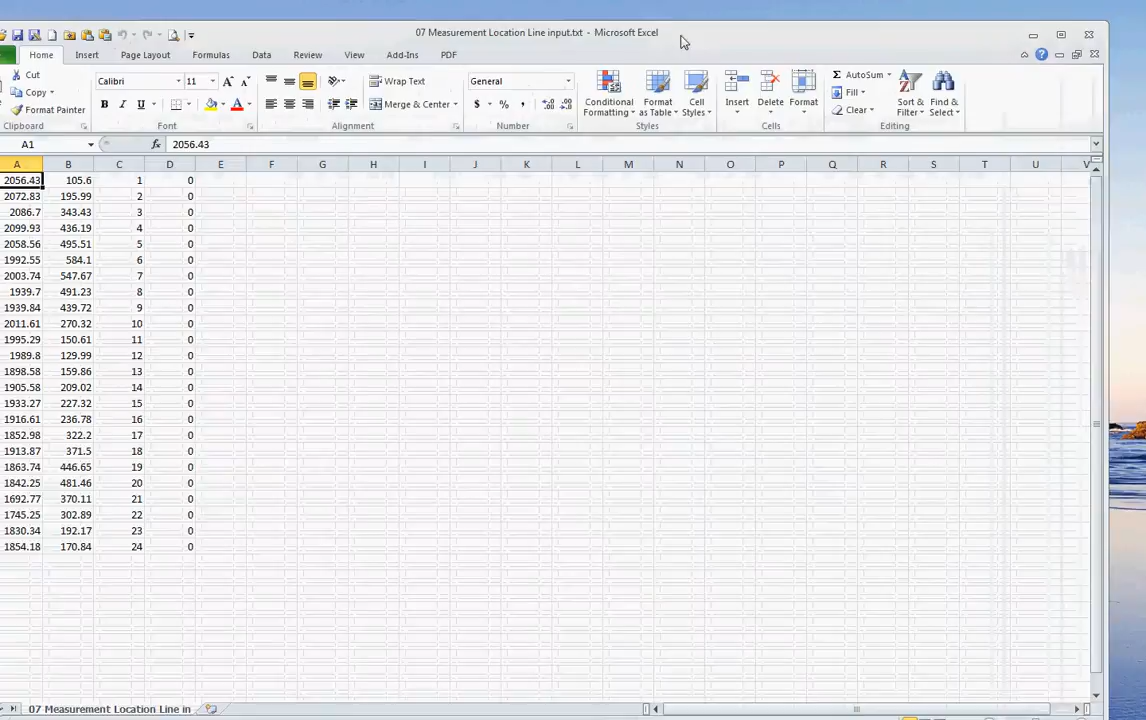 07 Measurement Location Line input.txt - Microsoft Excel
Home Insert Page Layout Formulas Data Review View Add-Ins PDF
Cut
Copy
Format Painter
Clipboard
Calibri 11
B I U A
Font
Wrap Text
Merge & Center
Alignment
General
$ % ,
Number
Conditional Formatting
Format as Table
Cell Styles
Styles
Insert Delete Format
Cells
Σ AutoSum
Fill
Clear
Sort & Filter
Find & Select
Editing
A1 fx 2056.43
A B C D E F G H I J K L M N O P Q R S T U V
2056.43 105.6 1 0
2072.83 195.99 2 0
2086.7 343.43 3 0
2099.93 436.19 4 0
2058.56 495.51 5 0
1992.55 584.1 6 0
2003.74 547.67 7 0
1939.7 491.23 8 0
1939.84 439.72 9 0
2011.61 270.32 10 0
1995.29 150.61 11 0
1989.8 129.99 12 0
1898.58 159.86 13 0
1905.58 209.02 14 0
1933.27 227.32 15 0
1916.61 236.78 16 0
1852.98 322.2 17 0
1913.87 371.5 18 0
1863.74 446.65 19 0
1842.25 481.46 20 0
1692.77 370.11 21 0
1745.25 302.89 22 0
1830.34 192.17 23 0
1854.18 170.84 24 0
07 Measurement Location Line in